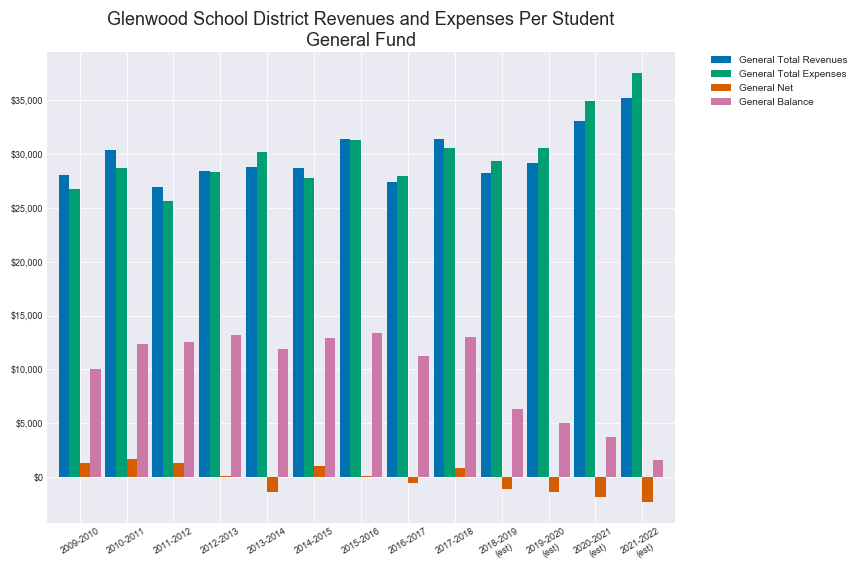 Glenwood School District Revenues and Expenses Per Student
General Fund
General Total Revenues
General Total Expenses
General Net
General Balance
$35,000
$30,000
$25,000
$20,000
$15,000
$10,000
$5,000
$0
2009-2010
2010-2011
2011-2012
2012-2013
2013-2014
2014-2015
2015-2016
2016-2017
2017-2018
2018-2019
(est)
2019-2020
(est)
2020-2021
(est)
2021-2022
(est)